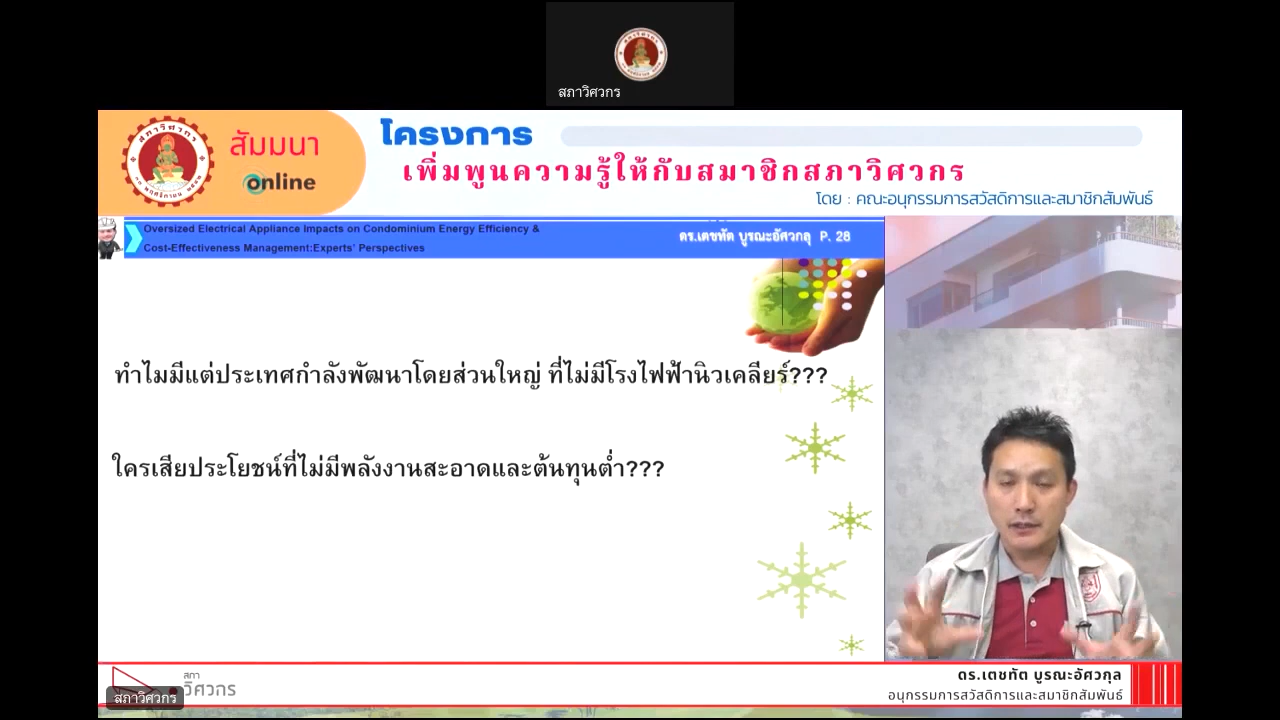 สภาวิศวกร
สัมมนา
online
โครงการ
เพิ่มพูนความรู้ให้กับสมาชิกสภาวิศวกร
โดย : คณะอนุกรรมการสวัสดิการและสมาชิกสัมพันธ์
Oversized Electrical Appliance Impacts on Condominium Energy Efficiency &
Cost-Effectiveness Management:Experts' Perspectives
ดร.เตชทัต บูรณะอัศวกลุ P. 28
ทำไมมีแต่ประเทศกำลังพัฒนาโดยส่วนใหญ่ ที่ไม่มีโรงไฟฟ้านิวเคลียร์???
ใครเสียประโยชน์ที่ไม่มีพลังงานสะอาดและต้นทุนต่ำ???
สภา
วิศวกร
สภาวิศวกร
ดร.เตชทัต บูรณะอัศวกุล
อนุกรรมการสวัสดิการและสมาชิกสัมพันธ์